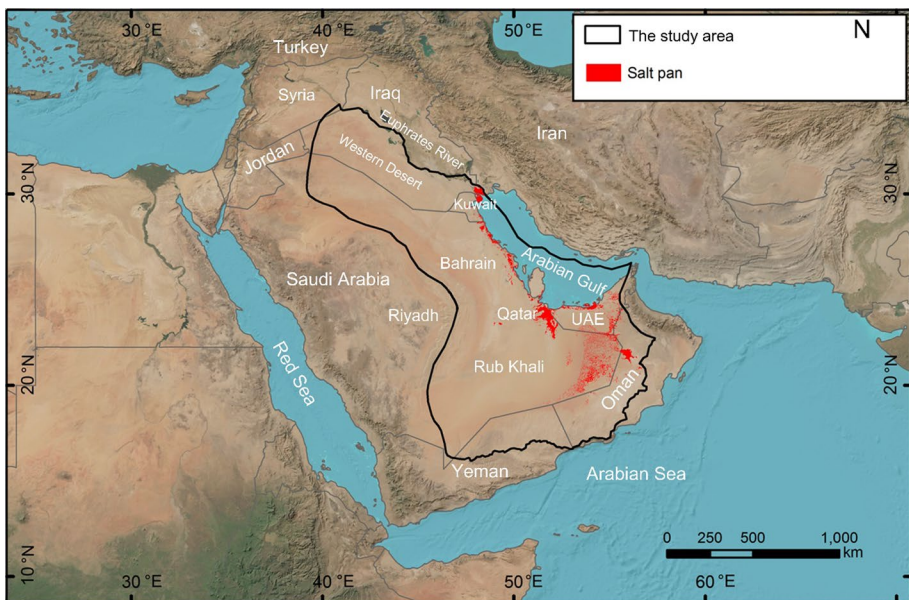 30 °E
40 °E
50 °E
N
The study area
Salt pan
Turkey
Syria
Iraq
Euphrates River
Iran
Jordan
Western Desert
30 °N
30 °N
Kuwait
Bahrain
Arabian Gulf
Saudi Arabia
Riyadh
Qatar
UAE
Red Sea
Rub Khali
20 °N
20 °N
Oman
Yeman
Arabian Sea
0 250 500 1,000
km
10 °N
30 °E
40 °E
50 °E
60 °E